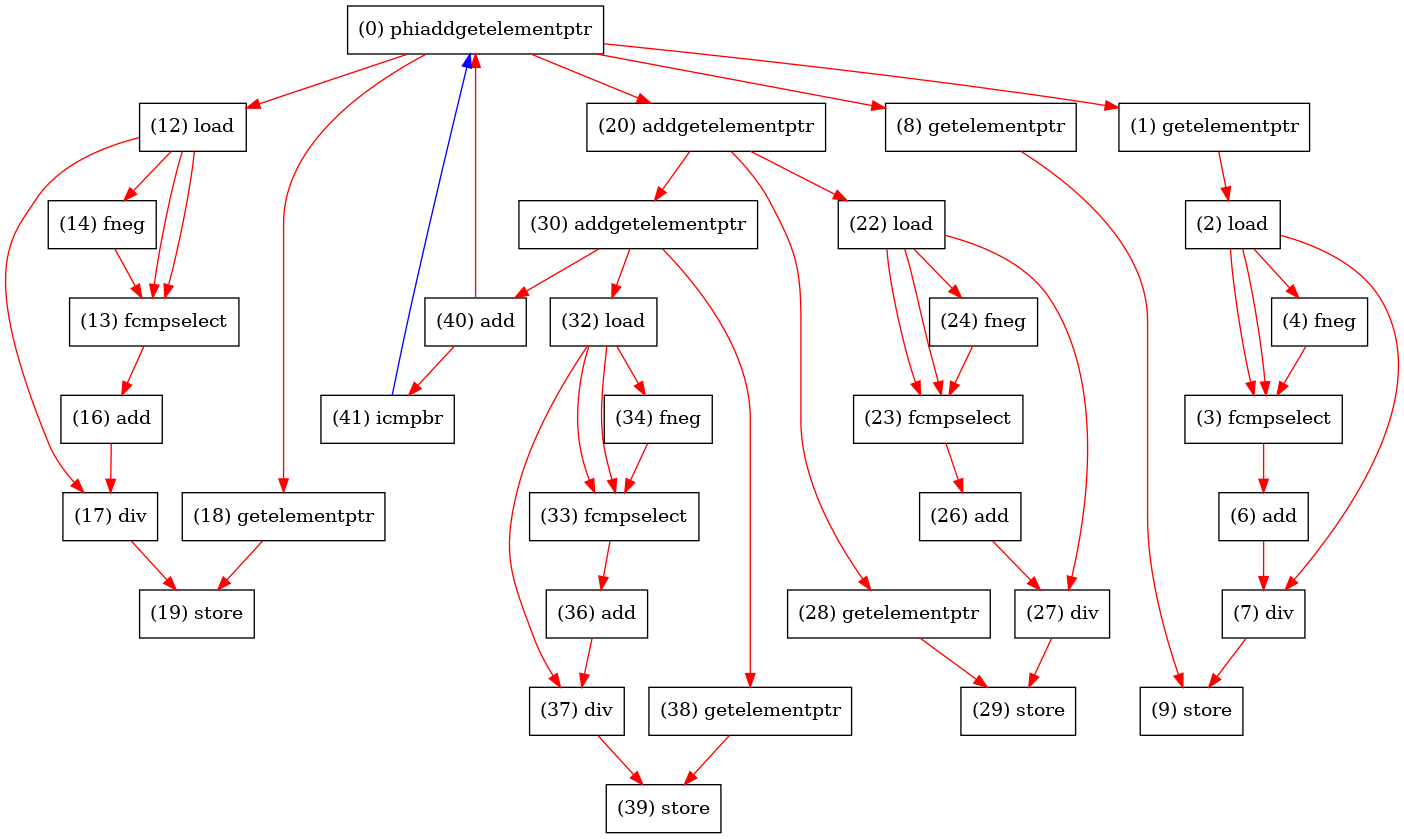 (0) phiaddgetelementptr
(12) load
(20) addgetelementptr
(8) getelementptr
(1) getelementptr
(14) fneg
(30) addgetelementptr
(22) load
(2) load
(13) fcmpselect
(40) add
(32) load
(24) fneg
(4) fneg
(16) add
(41) icmpbr
(34) fneg
(23) fcmpselect
(3) fcmpselect
(17) div
(18) getelementptr
(33) fcmpselect
(26) add
(6) add
(19) store
(36) add
(28) getelementptr
(27) div
(7) div
(37) div
(38) getelementptr
(29) store
(9) store
(39) store